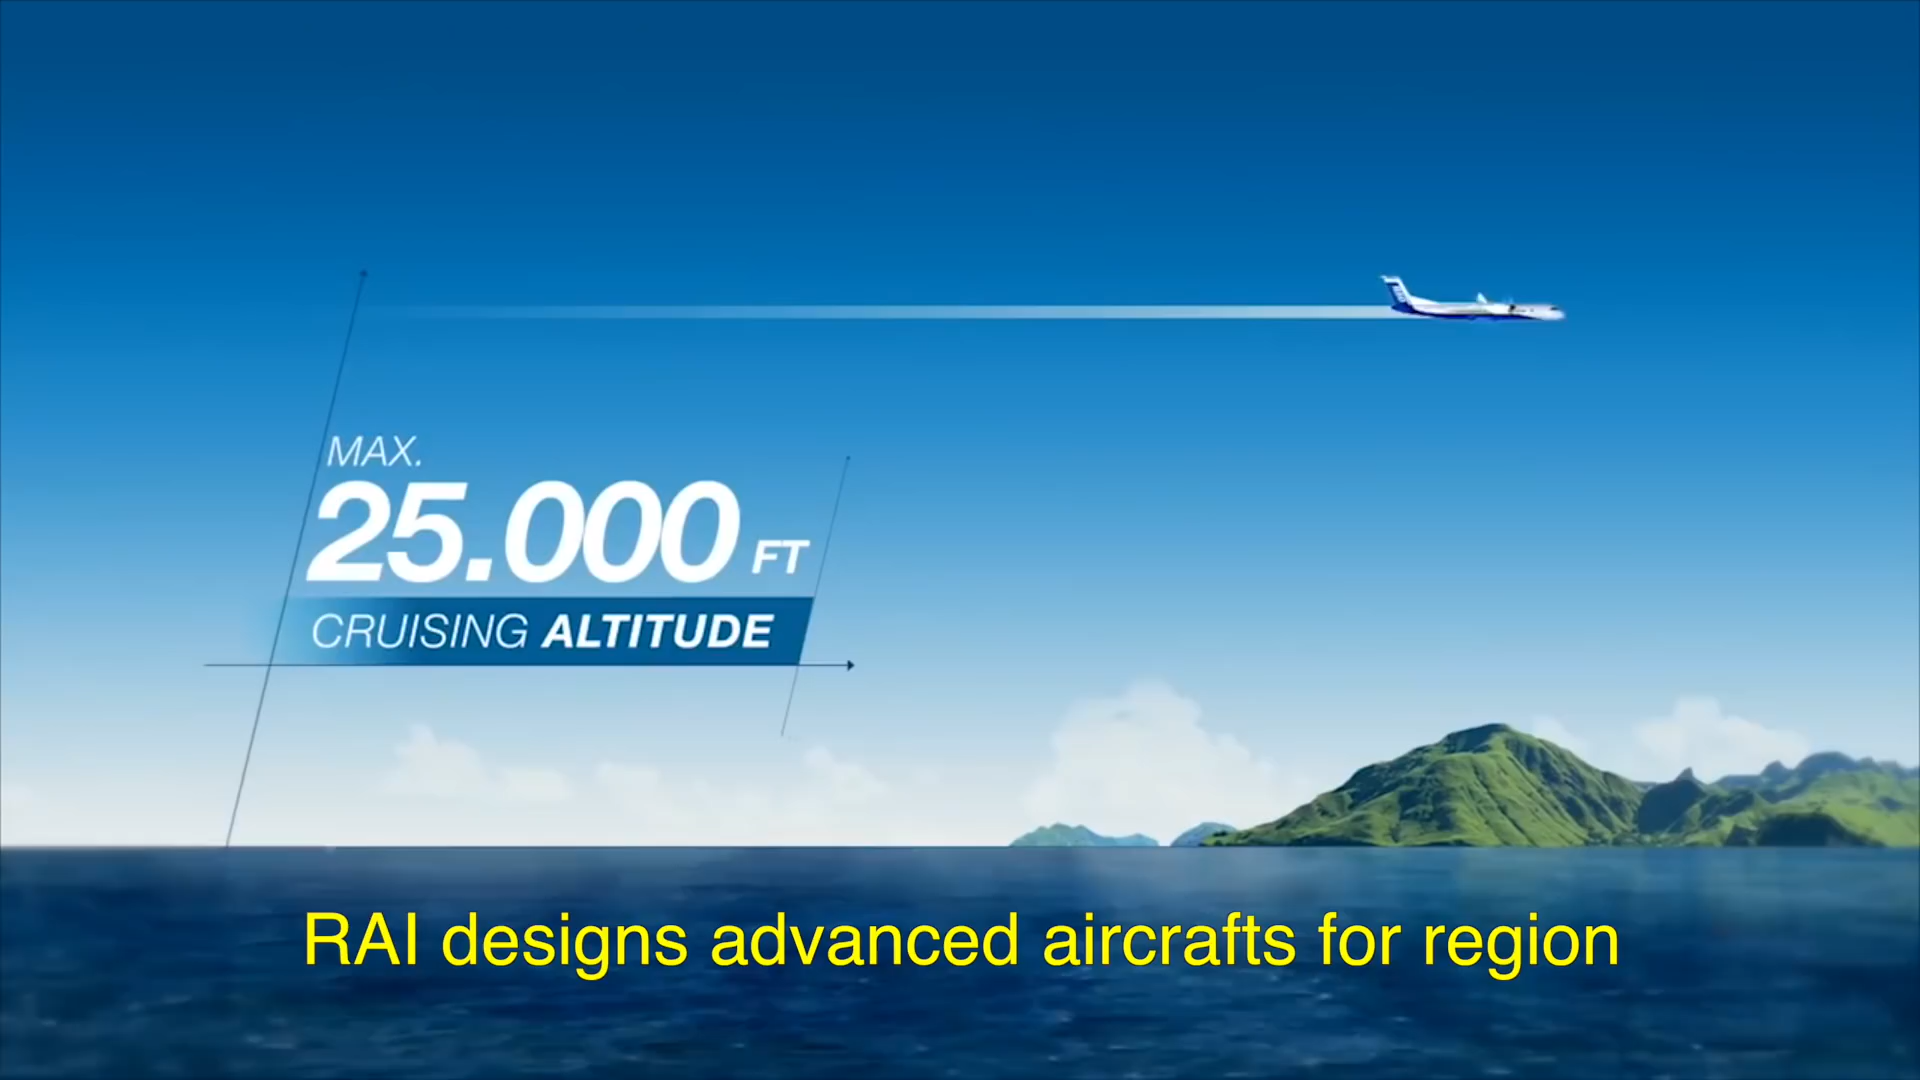 MAX.
25.000 FT
CRUISING ALTITUDE
RAI designs advanced aircrafts for region